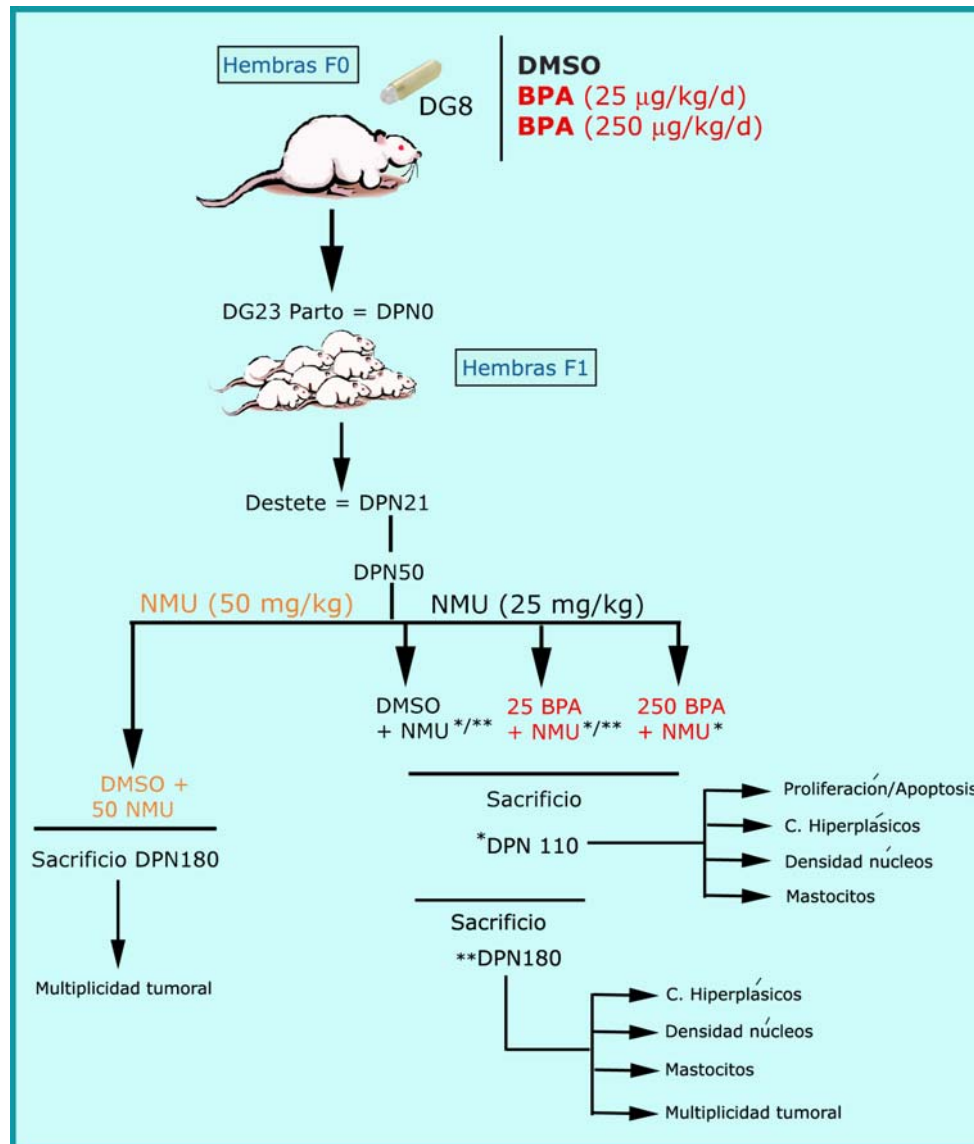 Hembras F0
DG8
DMSO
BPA (25 µg/kg/d)
BPA (250 µg/kg/d)
DG23 Parto = DPN0
Hembras F1
Destete = DPN21
DPN50
NMU (50 mg/kg)
NMU (25 mg/kg)
DMSO
+ NMU*/**
25 BPA
+ NMU*/**
250 BPA
+ NMU*
DMSO +
50 NMU
Sacrificio DPN180
Multiplicidad tumoral
Sacrificio
*DPN 110
Proliferación/Apoptosis
C. Hiperplásicos
Densidad núcleos
Mastocitos
Sacrificio
**DPN180
C. Hiperplásicos
Densidad núcleos
Mastocitos
Multiplicidad tumoral